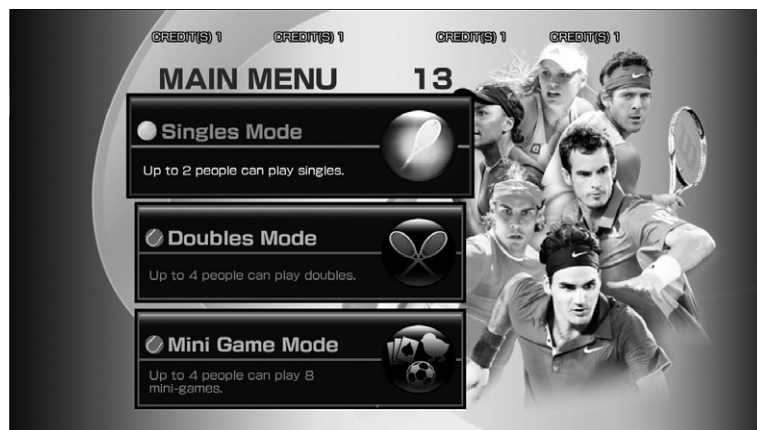 CREDIT(S) 1 CREDIT(S) 1 CREDIT(S) 1 CREDIT(S) 1
MAIN MENU 13
Singles Mode
Up to 2 people can play singles.
Doubles Mode
Up to 4 people can play doubles.
Mini Game Mode
Up to 4 people can play 8
mini-games.